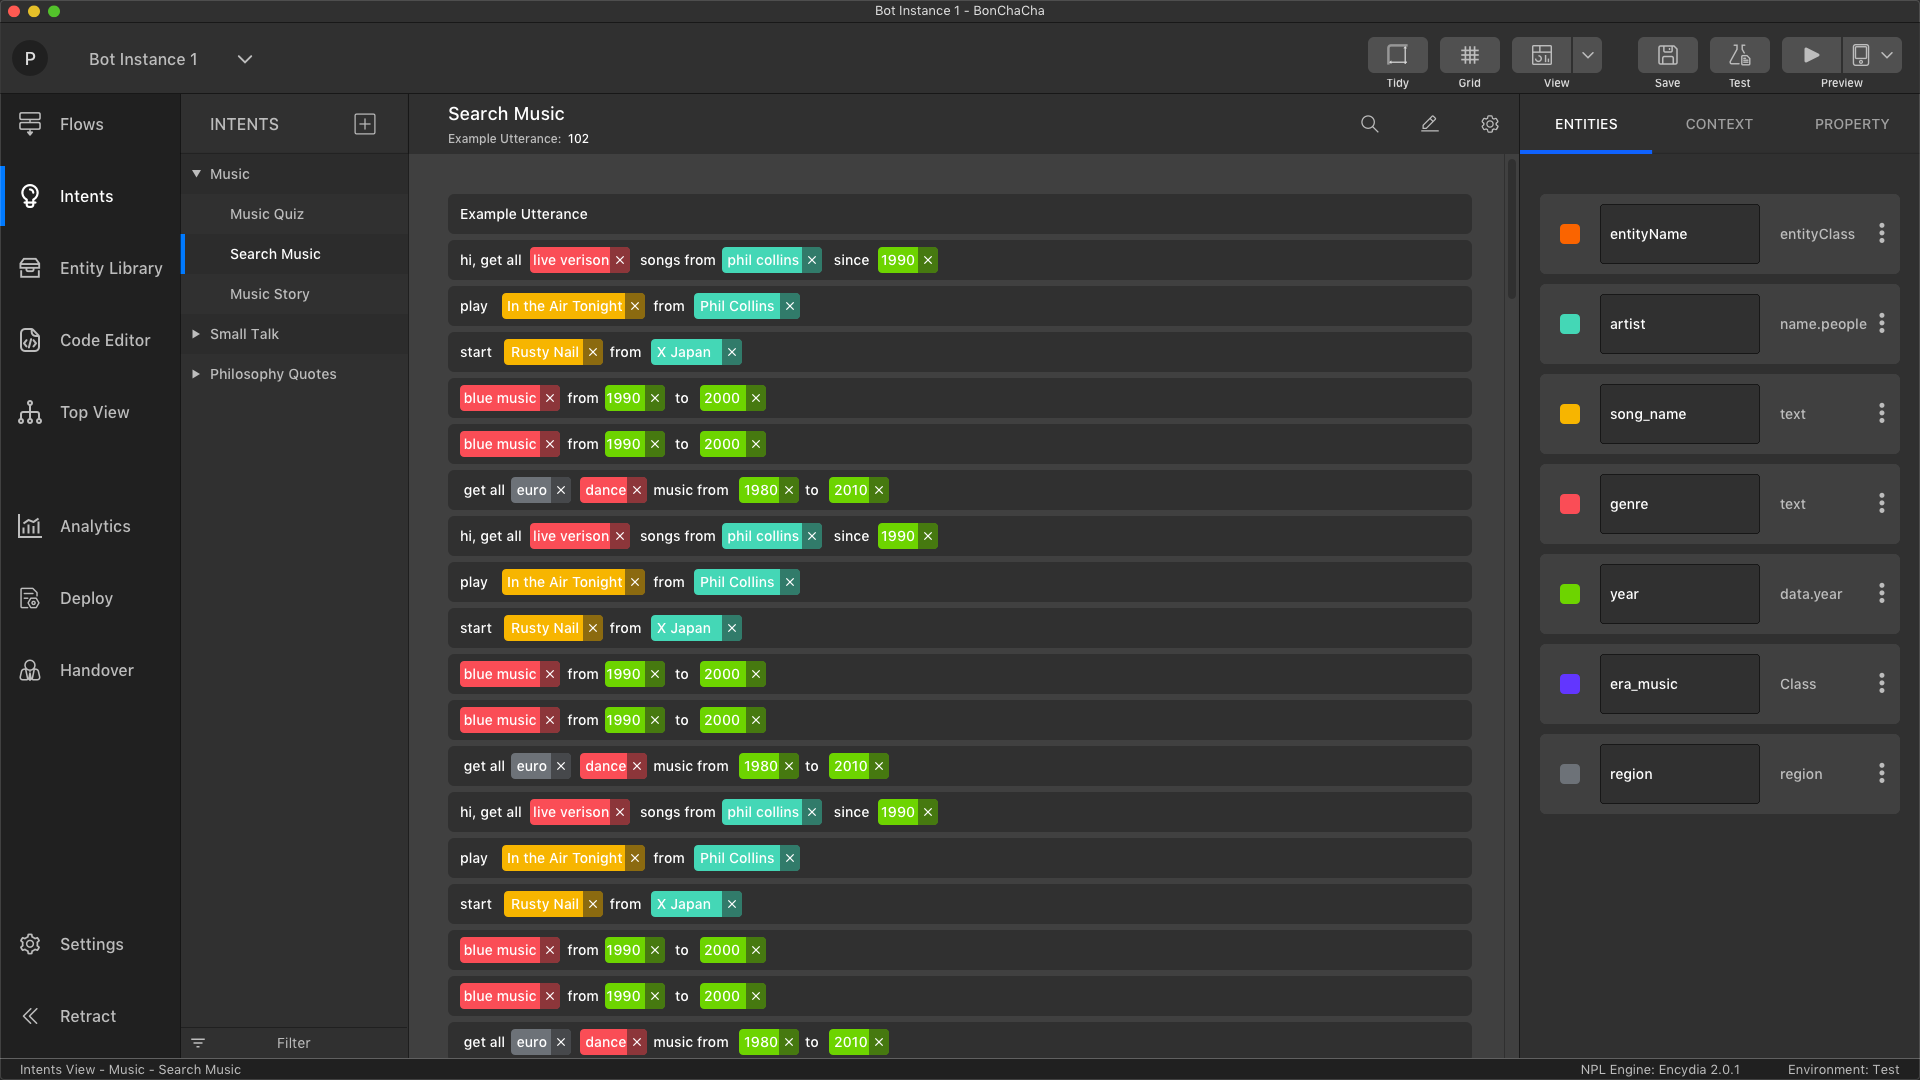 Bot Instance 1 - BonChaCha
P
Bot Instance 1
Tidy
Grid
View
Save
Test
Preview
Flows
Intents
Entity Library
Code Editor
Top View
Analytics
Deploy
Handover
Settings
Retract
INTENTS
Music
Music Quiz
Search Music
Music Story
Small Talk
Philosophy Quotes
Filter
Search Music
Example Utterance: 102
Example Utterance
hi, get all live verison × songs from phil collins × since 1990 ×
play In the Air Tonight × from Phil Collins ×
start Rusty Nail × from X Japan ×
blue music × from 1990 × to 2000 ×
blue music × from 1990 × to 2000 ×
get all euro × dance × music from 1980 × to 2010 ×
hi, get all live verison × songs from phil collins × since 1990 ×
play In the Air Tonight × from Phil Collins ×
start Rusty Nail × from X Japan ×
blue music × from 1990 × to 2000 ×
blue music × from 1990 × to 2000 ×
get all euro × dance × music from 1980 × to 2010 ×
hi, get all live verison × songs from phil collins × since 1990 ×
play In the Air Tonight × from Phil Collins ×
start Rusty Nail × from X Japan ×
blue music × from 1990 × to 2000 ×
blue music × from 1990 × to 2000 ×
get all euro × dance × music from 1980 × to 2010 ×
ENTITIES
CONTEXT
PROPERTY
entityName entityClass
artist name.people
song_name text
genre text
year data.year
era_music Class
region region
Intents View - Music - Search Music
NPL Engine: Encydia 2.0.1
Environment: Test